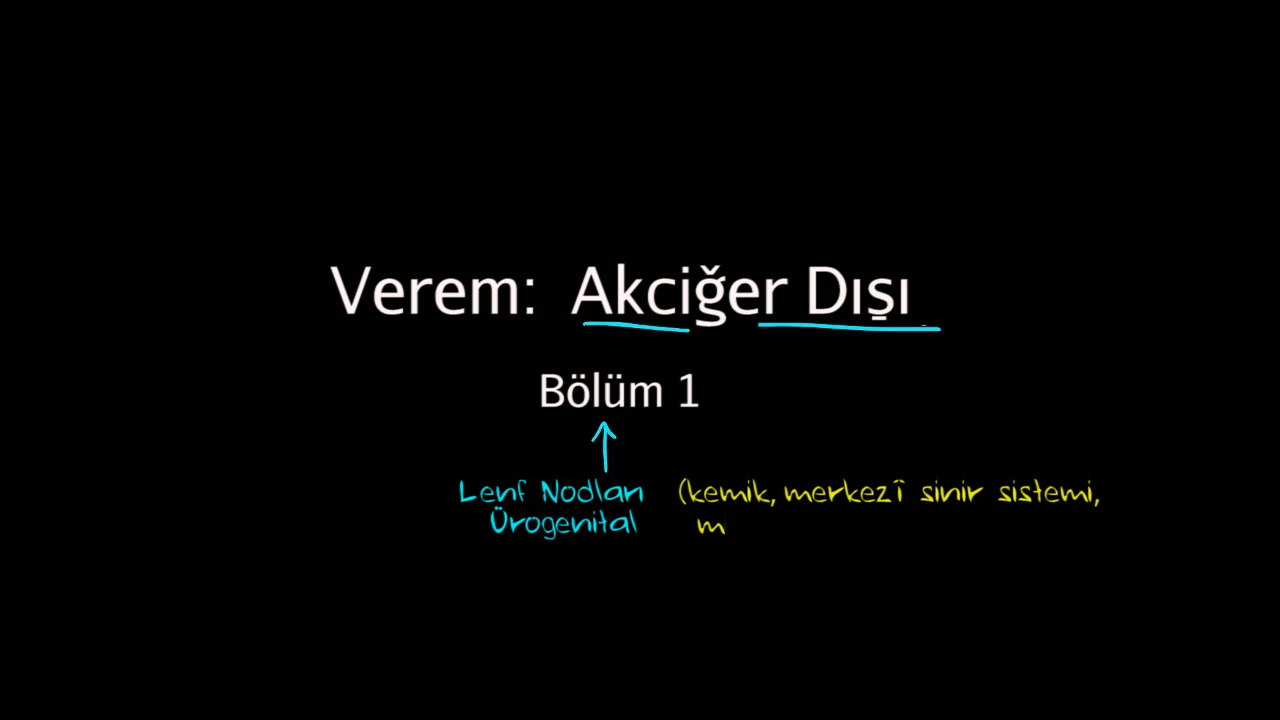 Verem: Akciğer Dışı
Bölüm 1
Lenf Nodları (kemik, merkezî sinir sistemi,
Ürogenital m